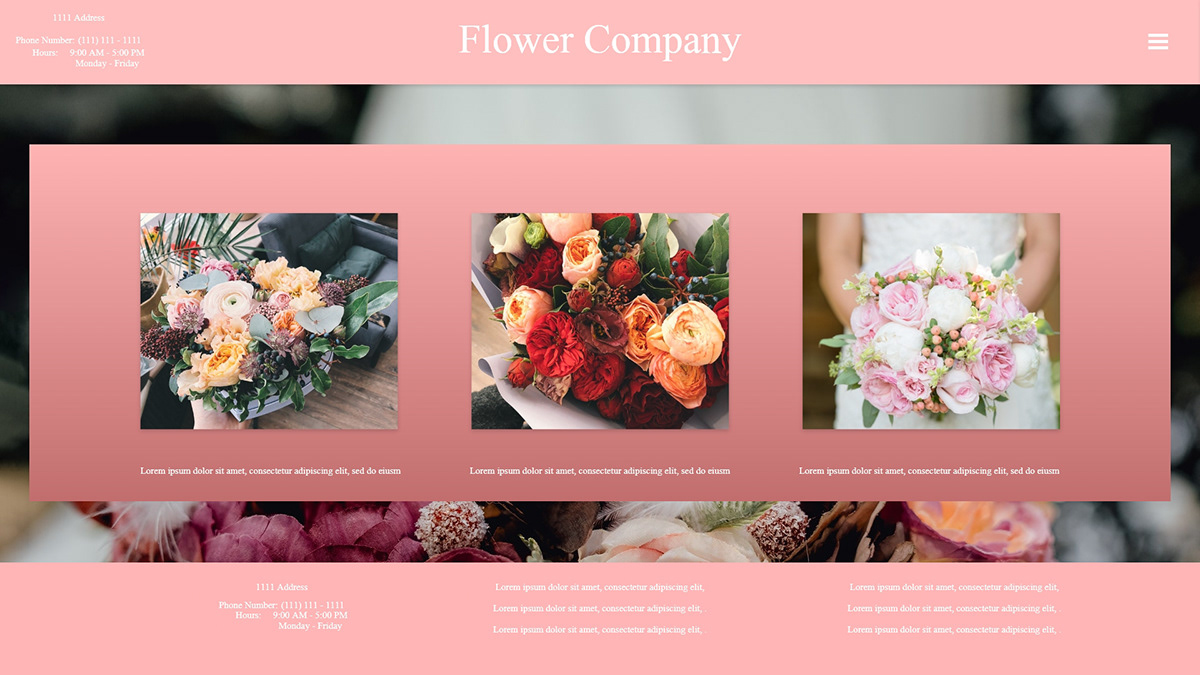 1111 Address
Phone Number: (111) 111 - 1111
Hours: 9:00 AM - 5:00 PM
Monday - Friday
Flower Company
Lorem ipsum dolor sit amet, consectetur adipiscing elit, sed do eiusm
Lorem ipsum dolor sit amet, consectetur adipiscing elit, sed do eiusm
Lorem ipsum dolor sit amet, consectetur adipiscing elit, sed do eiusm
1111 Address
Phone Number: (111) 111 - 1111
Hours: 9:00 AM - 5:00 PM
Monday - Friday
Lorem ipsum dolor sit amet, consectetur adipiscing elit,
Lorem ipsum dolor sit amet, consectetur adipiscing elit,
Lorem ipsum dolor sit amet, consectetur adipiscing elit,
Lorem ipsum dolor sit amet, consectetur adipiscing elit,
Lorem ipsum dolor sit amet, consectetur adipiscing elit,
Lorem ipsum dolor sit amet, consectetur adipiscing elit,